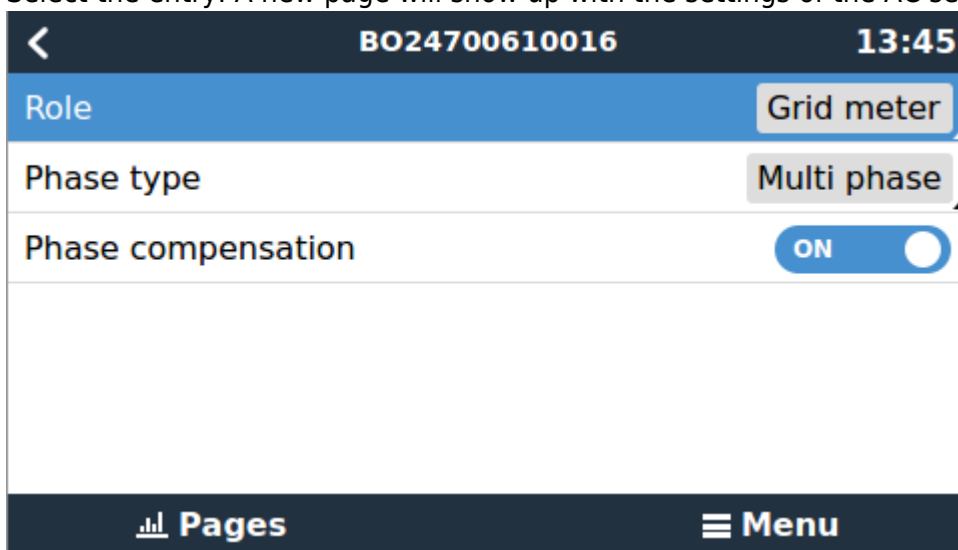 BO24700610016 13:45
Role Grid meter
Phase type Multi phase
Phase compensation ON
Pages Menu